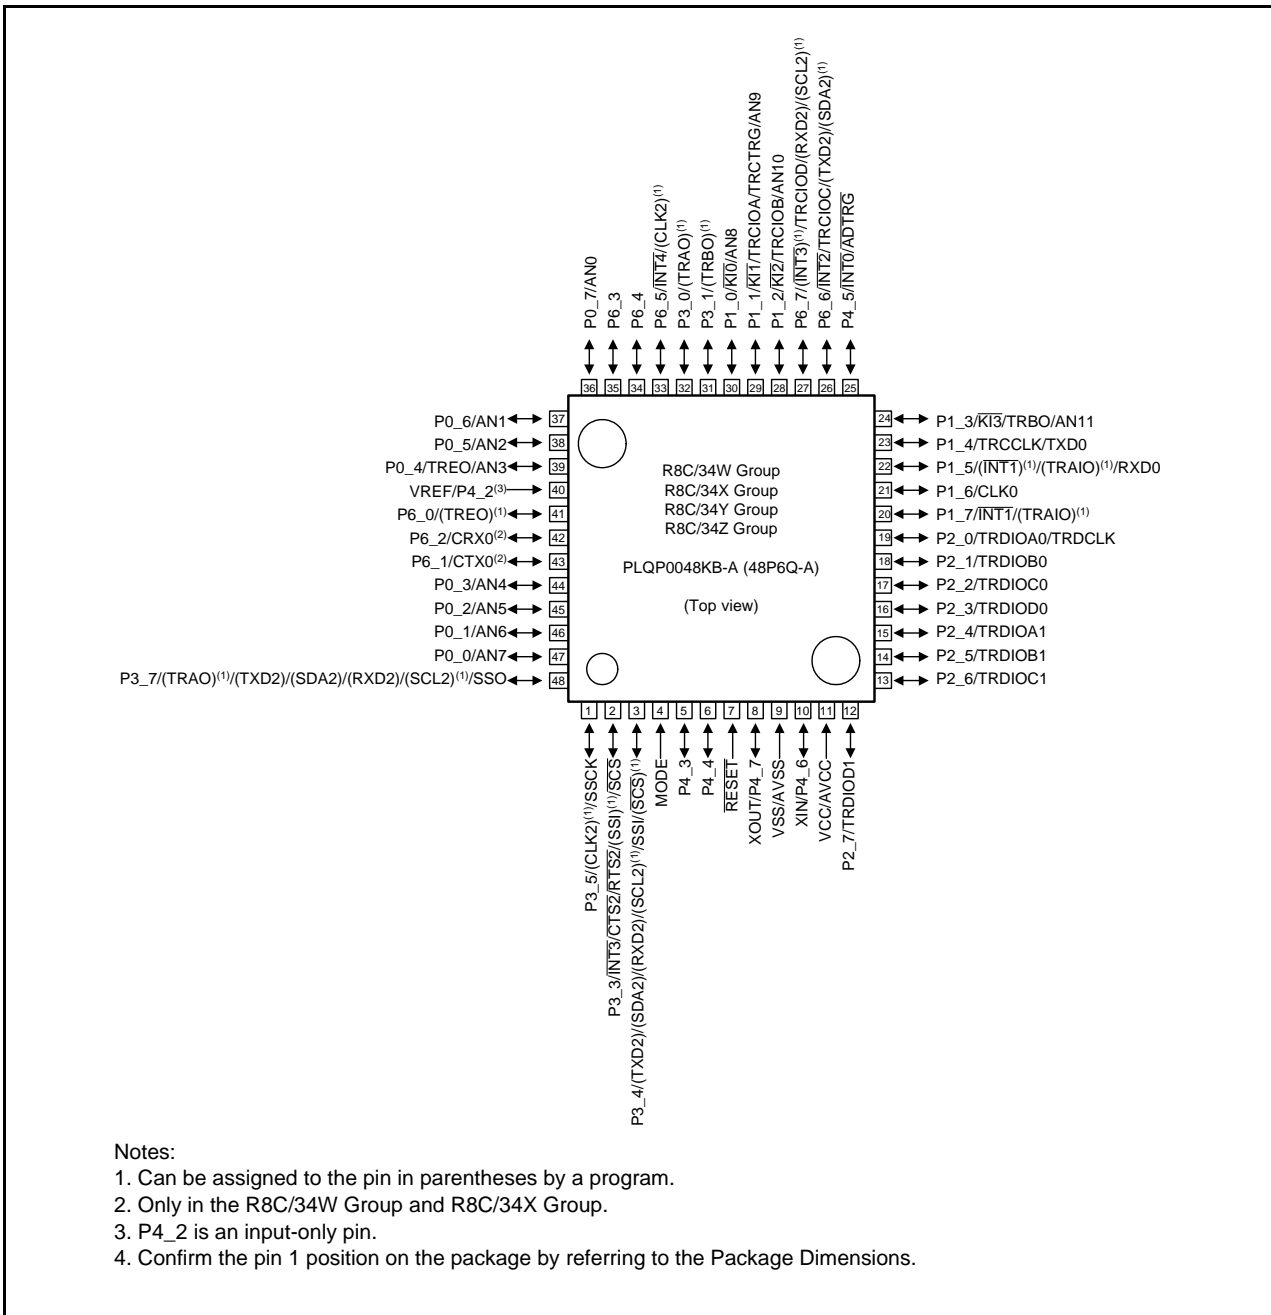 P0_7/AN0
P6_3
P6_4
P6_5/INT4/(CLK2)(1)
P3_0/(TRAO)(1)
P3_1/(TRBO)(1)
P1_0/KI0/AN8
P1_1/KI1/TRCIOA/TRCTRG/AN9
P1_2/KI2/TRCIOB/AN10
P6_7/(INT3)(1)/TRCIOD/(RXD2)/(SCL2)(1)
P6_6/INT2/TRCIOC/(TXD2)/(SDA2)(1)
P4_5/INT0/ADTRG
36 35 34 33 32 31 30 29 28 27 26 25
P0_6/AN1 37
P0_5/AN2 38
P0_4/TREO/AN3 39
VREF/P4_2(3) 40
P6_0/(TREO)(1) 41
P6_2/CRX0(2) 42
P6_1/CTX0(2) 43
P0_3/AN4 44
P0_2/AN5 45
P0_1/AN6 46
P0_0/AN7 47
P3_7/(TRAO)(1)/(TXD2)/(SDA2)/(RXD2)/(SCL2)(1)/SSO 48
R8C/34W Group
R8C/34X Group
R8C/34Y Group
R8C/34Z Group
PLQP0048KB-A (48P6Q-A)
(Top view)
24 P1_3/KI3/TRBO/AN11
23 P1_4/TRCCLK/TXD0
22 P1_5/(INT1)(1)/(TRAIO)(1)/RXD0
21 P1_6/CLK0
20 P1_7/INT1/(TRAIO)(1)
19 P2_0/TRDIOA0/TRDCLK
18 P2_1/TRDIOB0
17 P2_2/TRDIOC0
16 P2_3/TRDIOD0
15 P2_4/TRDIOA1
14 P2_5/TRDIOB1
13 P2_6/TRDIOC1
1 2 3 4 5 6 7 8 9 10 11 12
P3_5/(CLK2)(1)/SSCK
P3_3/INT3/CTS2/RTS2/(SSI)(1)/SCS
P3_4/(TXD2)/(SDA2)/(RXD2)/(SCL2)(1)/SSI/(SCS)(1)
MODE
P4_3
P4_4
RESET
XOUT/P4_7
VSS/AVSS
XIN/P4_6
VCC/AVCC
P2_7/TRDIOD1
Notes:
1. Can be assigned to the pin in parentheses by a program.
2. Only in the R8C/34W Group and R8C/34X Group.
3. P4_2 is an input-only pin.
4. Confirm the pin 1 position on the package by referring to the Package Dimensions.